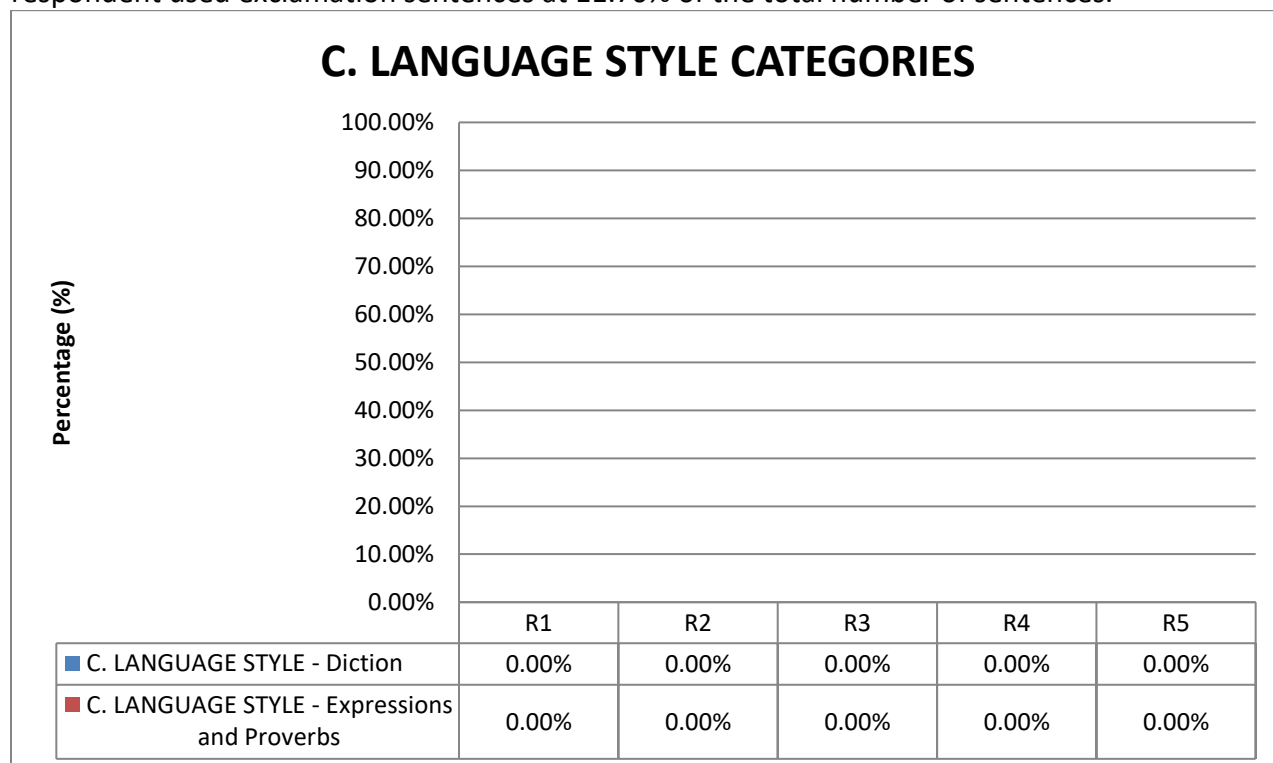 respondent used exclamation sentences at 11.76% of the total number of sentences.
C. LANGUAGE STYLE CATEGORIES
Percentage (%)
100.00%
90.00%
80.00%
70.00%
60.00%
50.00%
40.00%
30.00%
20.00%
10.00%
0.00%
R1 R2 R3 R4 R5
C. LANGUAGE STYLE - Diction 0.00% 0.00% 0.00% 0.00% 0.00%
C. LANGUAGE STYLE - Expressions
and Proverbs 0.00% 0.00% 0.00% 0.00% 0.00%